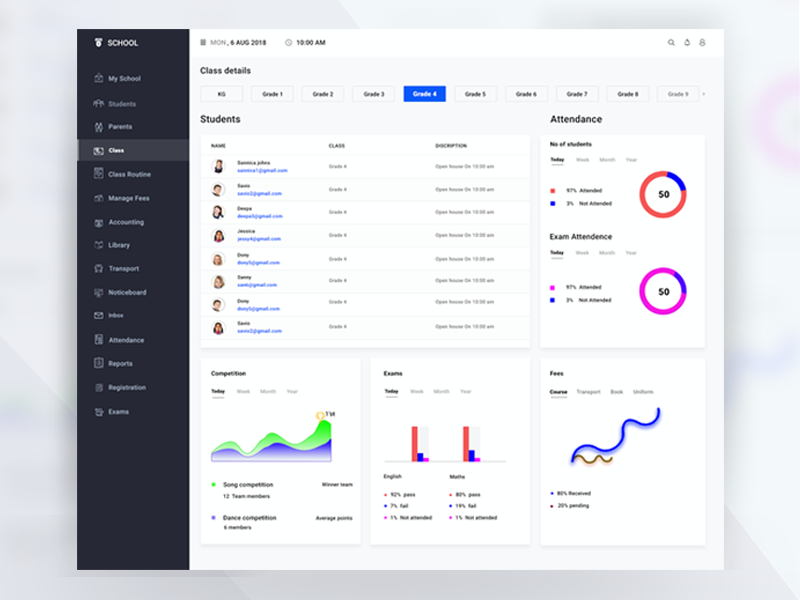 SCHOOL
MON, 6 AUG 2018
10:00 AM
My School
Students
Parents
Class
Class Routine
Manage Fees
Accounting
Library
Transport
Noticeboard
Inbox
Attendance
Reports
Registration
Exams
Class details
KG Grade 1 Grade 2 Grade 3 Grade 4 Grade 5 Grade 6 Grade 7 Grade 8 Grade 9
Students
NAME CLASS DISCRIPTION
Sannica johns
sannica1@gmail.com
Grade 4 Open house On 10:00 am
Savio
savio2@gmail.com
Grade 4 Open house On 10:00 am
Deepa
deepa3@gmail.com
Grade 4 Open house On 10:00 am
Jessica
jessy4@gmail.com
Grade 4 Open house On 10:00 am
Dony
dony5@gmail.com
Grade 4 Open house On 10:00 am
Sanny
Grade 4 Open house On 10:00 am
Dony
dony5@gmail.com
Grade 4 Open house On 10:00 am
Savio
savio2@gmail.com
Grade 4 Open house On 10:00 am
Attendance
No of students
Today Week Month Year
97% Attended
3% Not Attended
50
Exam Attendence
Today Week Month Year
97% Attended
3% Not Attended
50
Competition
Today Week Month Year
Song competition Winner team
12 Team members
Dance competition Average points
6 members
Exams
Today Week Month Year
English Maths
92% pass 80% pass
7% fail 19% fail
1% Not attended 1% Not attended
Fees
Course Transport Book Uniform
80% Received
20% pending